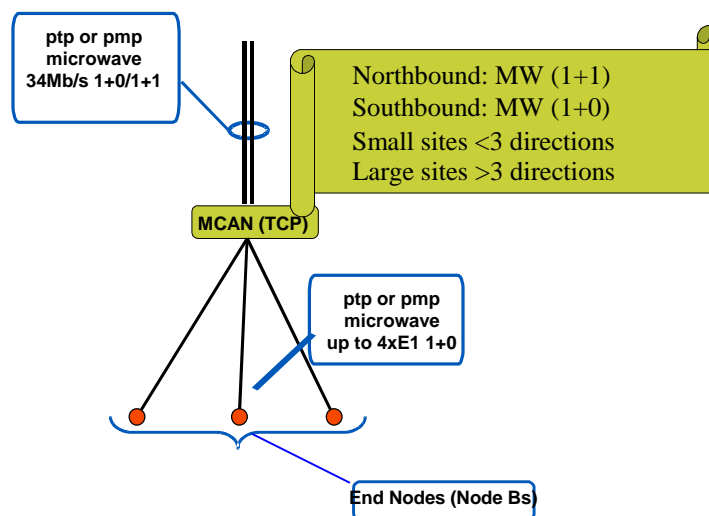 ptp or pmp
microwave
34Mb/s 1+0/1+1
Northbound: MW (1+1)
Southbound: MW (1+0)
Small sites <3 directions
Large sites >3 directions
MCAN (TCP)
ptp or pmp
microwave
up to 4xE1 1+0
End Nodes (Node Bs)